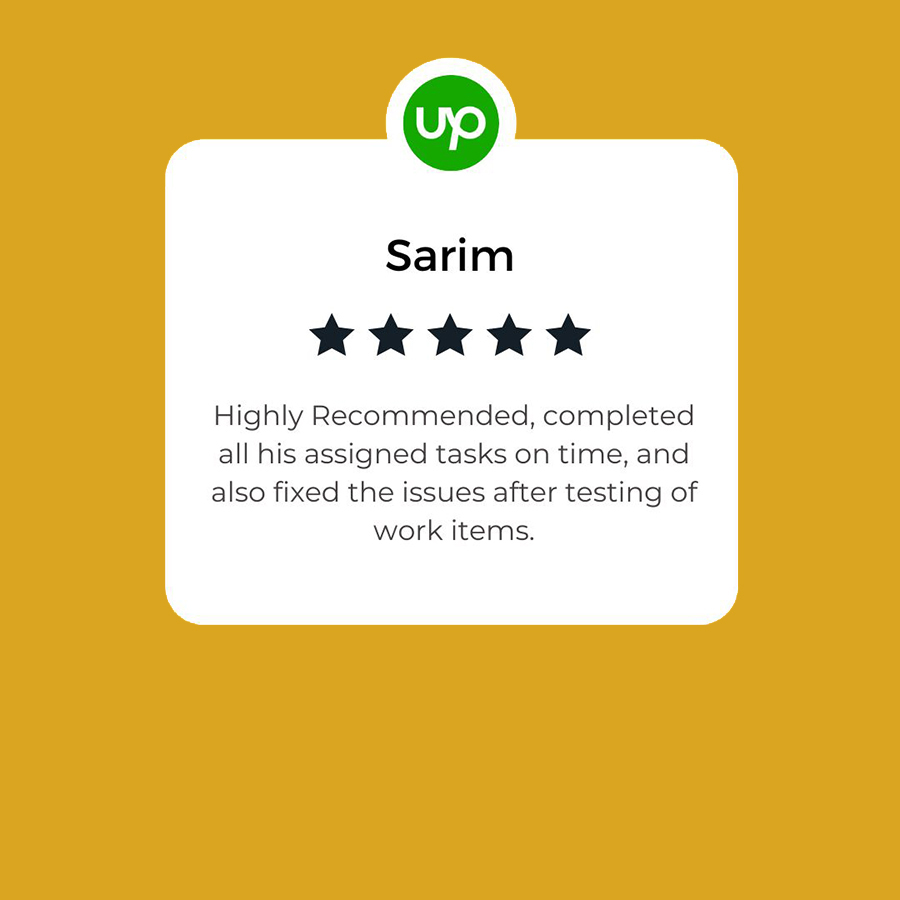 up
Sarim
Highly Recommended, completed
all his assigned tasks on time, and
also fixed the issues after testing of
work items.